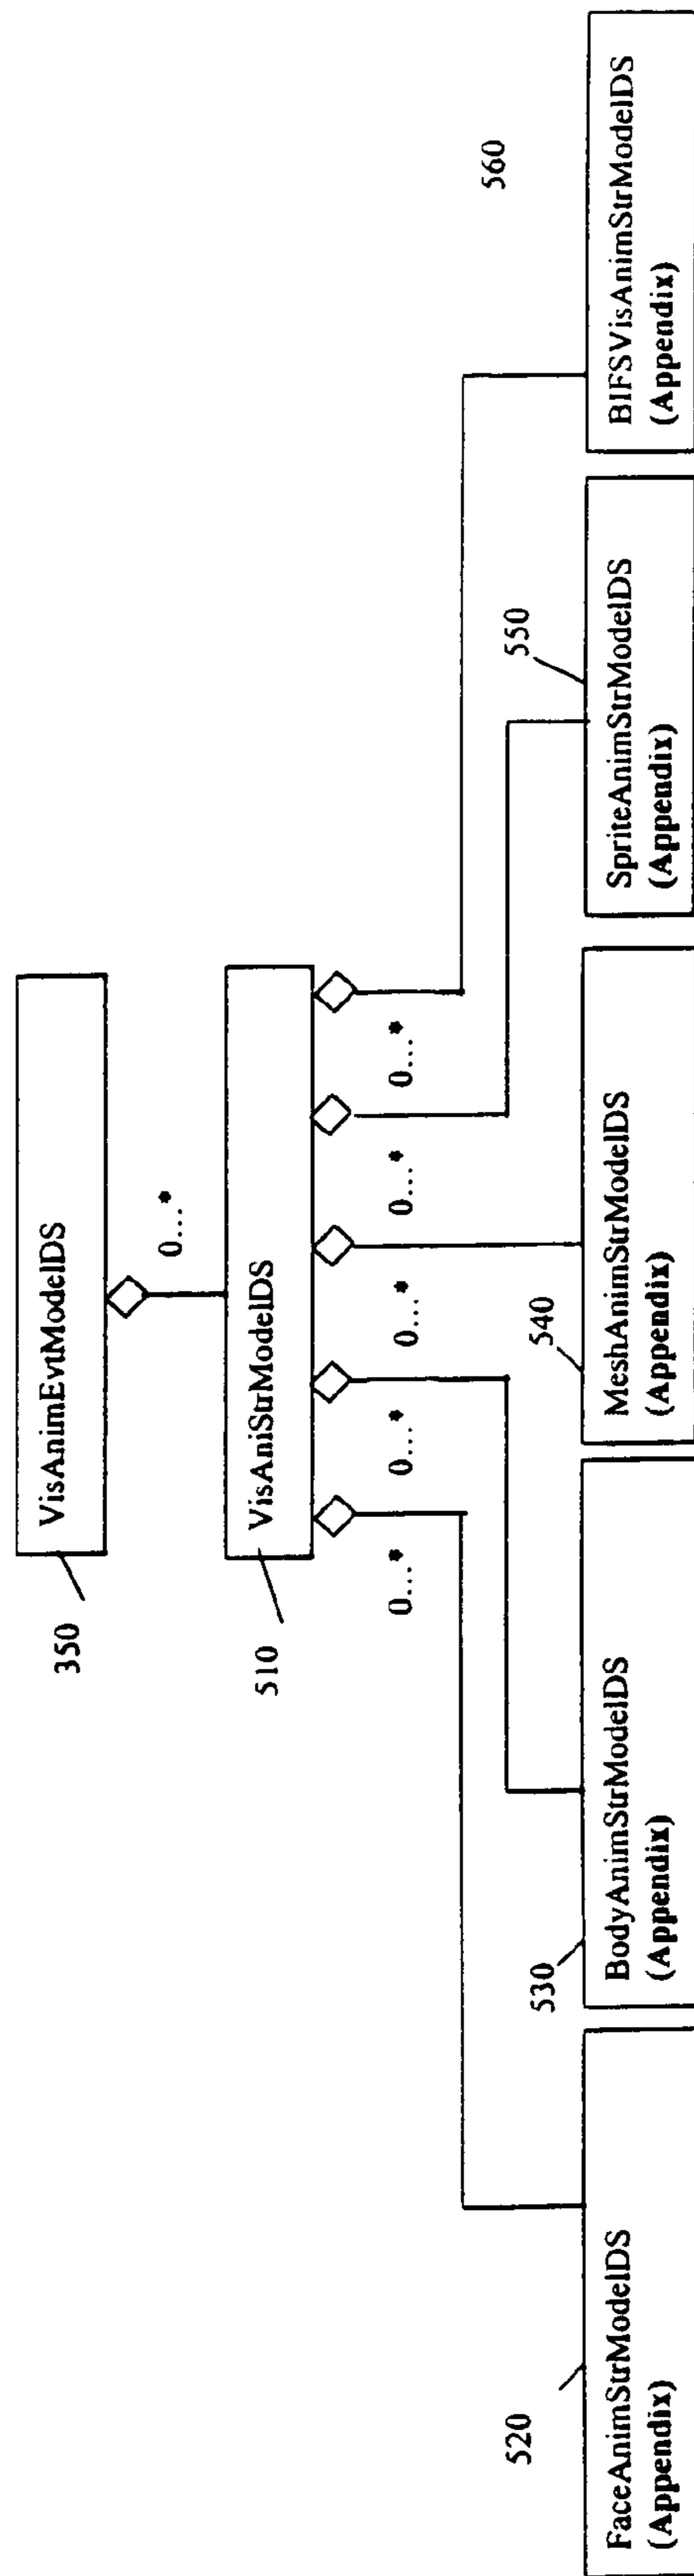 VisAnimEvtModelDS
350
0...*
VisAniStrModelDS
510
0...*
0...*
0...*
0...*
0...*
560
520
530
540
550
FaceAnimStrModelDS
(Appendix)
BodyAnimStrModelDS
(Appendix)
MeshAnimStrModelDS
(Appendix)
SpriteAnimStrModelDS
(Appendix)
BIFSVisAnimStrModelDS
(Appendix)